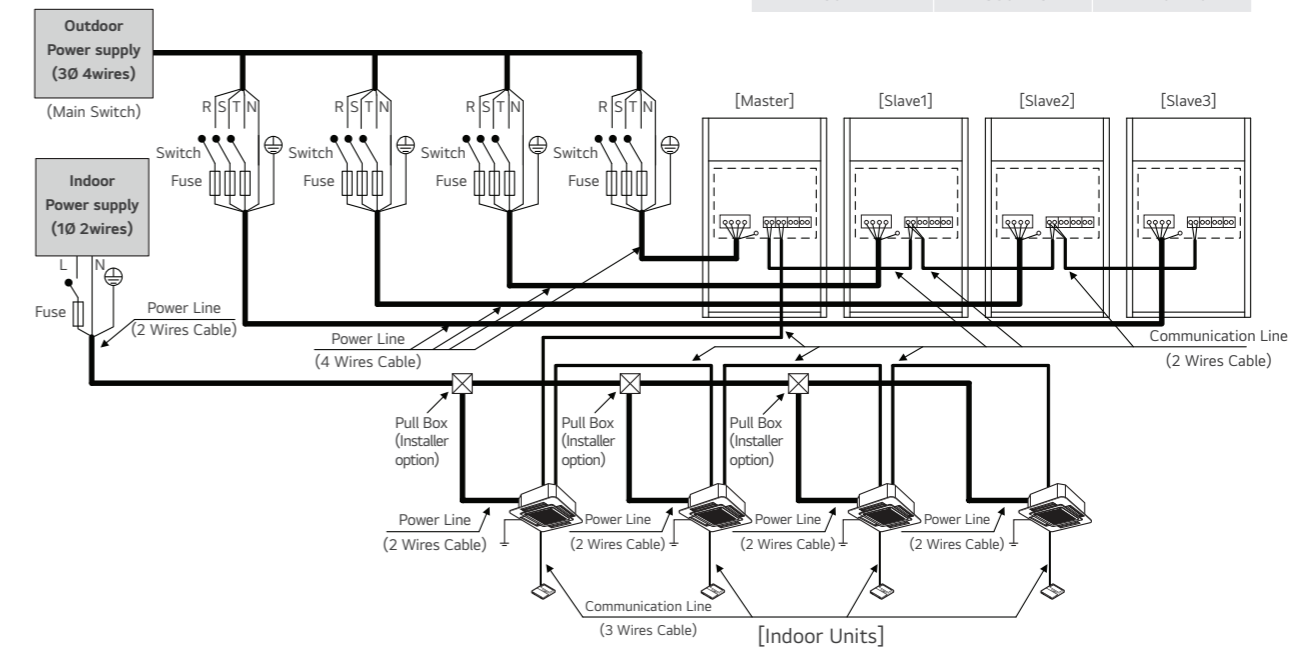 Outdoor
Power supply
(3Ø 4wires)
(Main Switch)
R S T N
R S T N
R S T N
R S T N
Switch
Switch
Switch
Switch
Fuse
Fuse
Fuse
Fuse
[Master]
[Slave1]
[Slave2]
[Slave3]
Indoor
Power supply
(1Ø 2wires)
L N
Fuse
Power Line
(2 Wires Cable)
Power Line
(4 Wires Cable)
Communication Line
(2 Wires Cable)
Pull Box
(Installer
option)
Pull Box
(Installer
option)
Pull Box
(Installer
option)
Power Line
(2 Wires Cable)
Power Line
(2 Wires Cable)
Power Line
(2 Wires Cable)
Power Line
(2 Wires Cable)
Communication Line
(3 Wires Cable)
[Indoor Units]